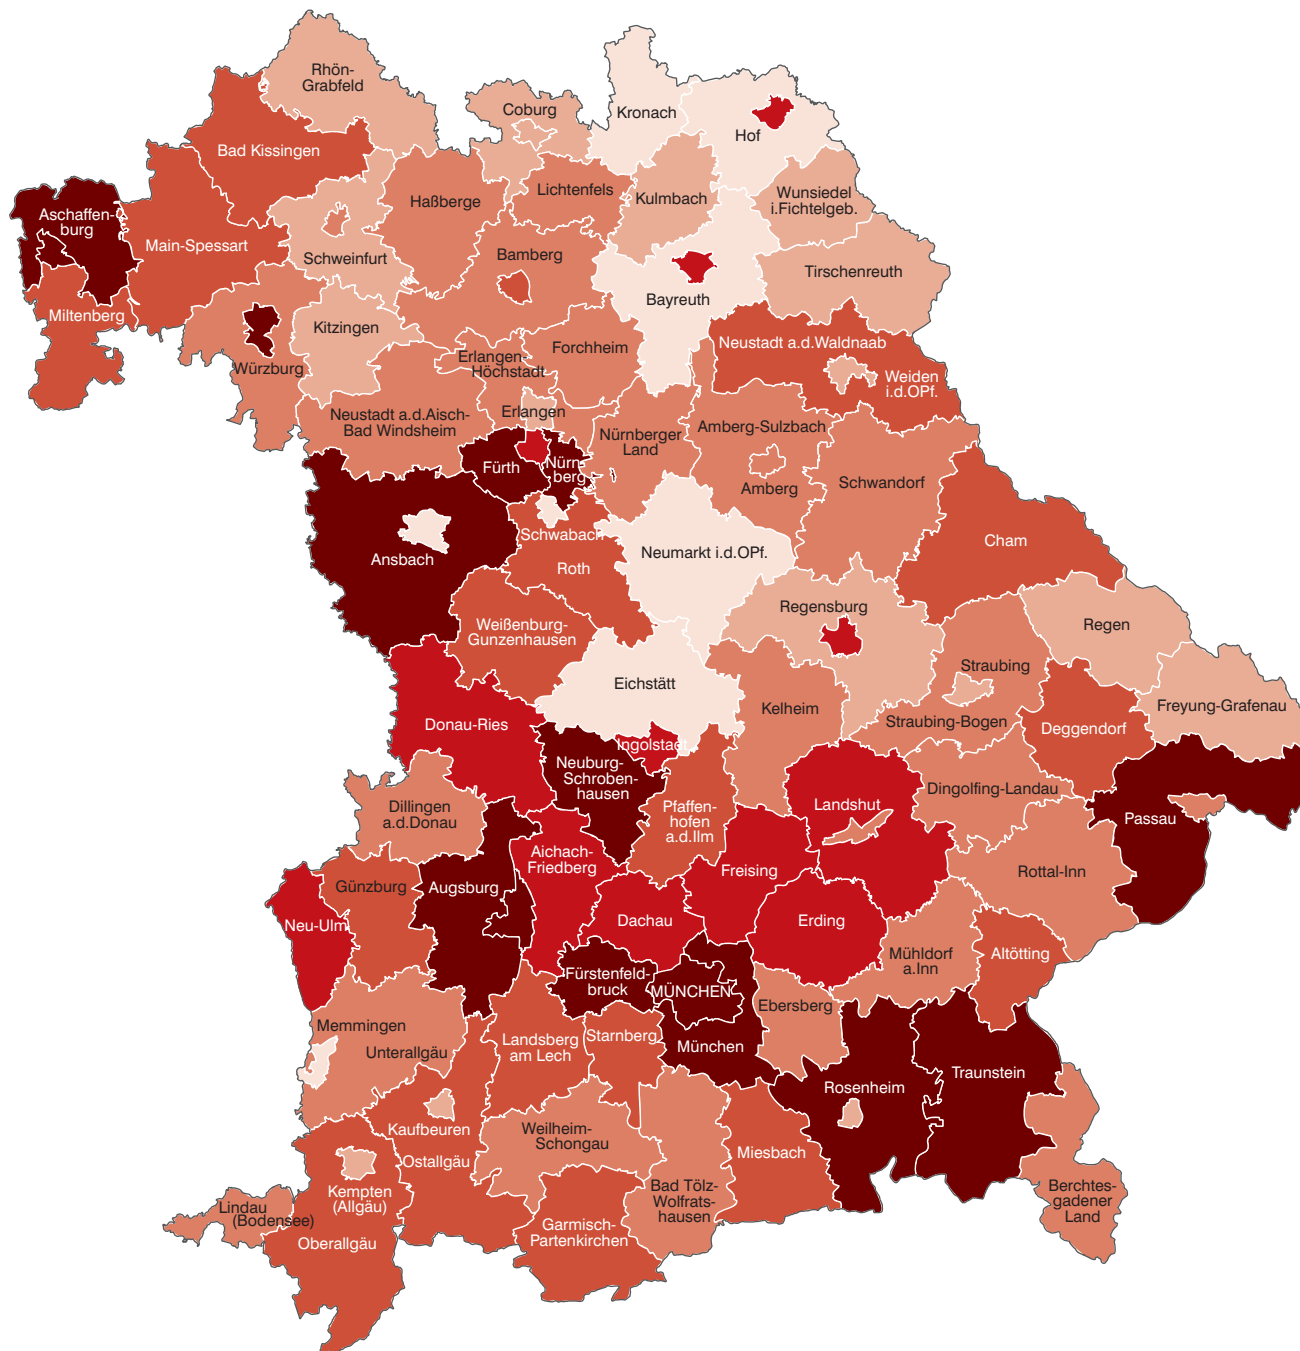 Rhön-
Grabfeld
Coburg
Kronach
Hof
Bad Kissingen
Lichtenfels
Kulmbach
Wunsiedel
i.Fichtelgeb.
Haßberge
Aschaffen-
burg
Main-Spessart
Schweinfurt
Bamberg
Tirschenreuth
Bayreuth
Miltenberg
Kitzingen
Neustadt a.d.Waldnaab
Forchheim
Erlangen-
Höchstadt
Würzburg
Weiden
i.d.OPf.
Neustadt a.d.Aisch-
Bad Windsheim
Erlangen
Nürnberger
Land
Amberg-Sulzbach
Fürth
Nürn-
berg
Amberg
Schwandorf
Schwabach
Cham
Ansbach
Roth
Neumarkt i.d.OPf.
Regensburg
Regen
Weißenburg-
Gunzenhausen
Straubing
Eichstätt
Kelheim
Freyung-Grafenau
Donau-Ries
Straubing-Bogen
Deggendorf
Ingolstadt
Neuburg-
Schroben-
hausen
Dingolfing-Landau
Dillingen
a.d.Donau
Pfaffen-
hofen
a.d.Ilm
Landshut
Passau
Aichach-
Friedberg
Freising
Rottal-Inn
Günzburg
Augsburg
Neu-Ulm
Dachau
Erding
Mühldorf
a.Inn
Altötting
Fürstenfeld-
bruck
MÜNCHEN
Ebersberg
Memmingen
Unterallgäu
Landsberg
am Lech
Starnberg
München
Rosenheim
Traunstein
Kaufbeuren
Weilheim-
Schongau
Miesbach
Ostallgäu
Kempten
(Allgäu)
Bad Tölz-
Wolfrats-
hausen
Berchtes-
gadener
Land
Lindau
(Bodensee)
Garmisch-
Partenkirchen
Oberallgäu